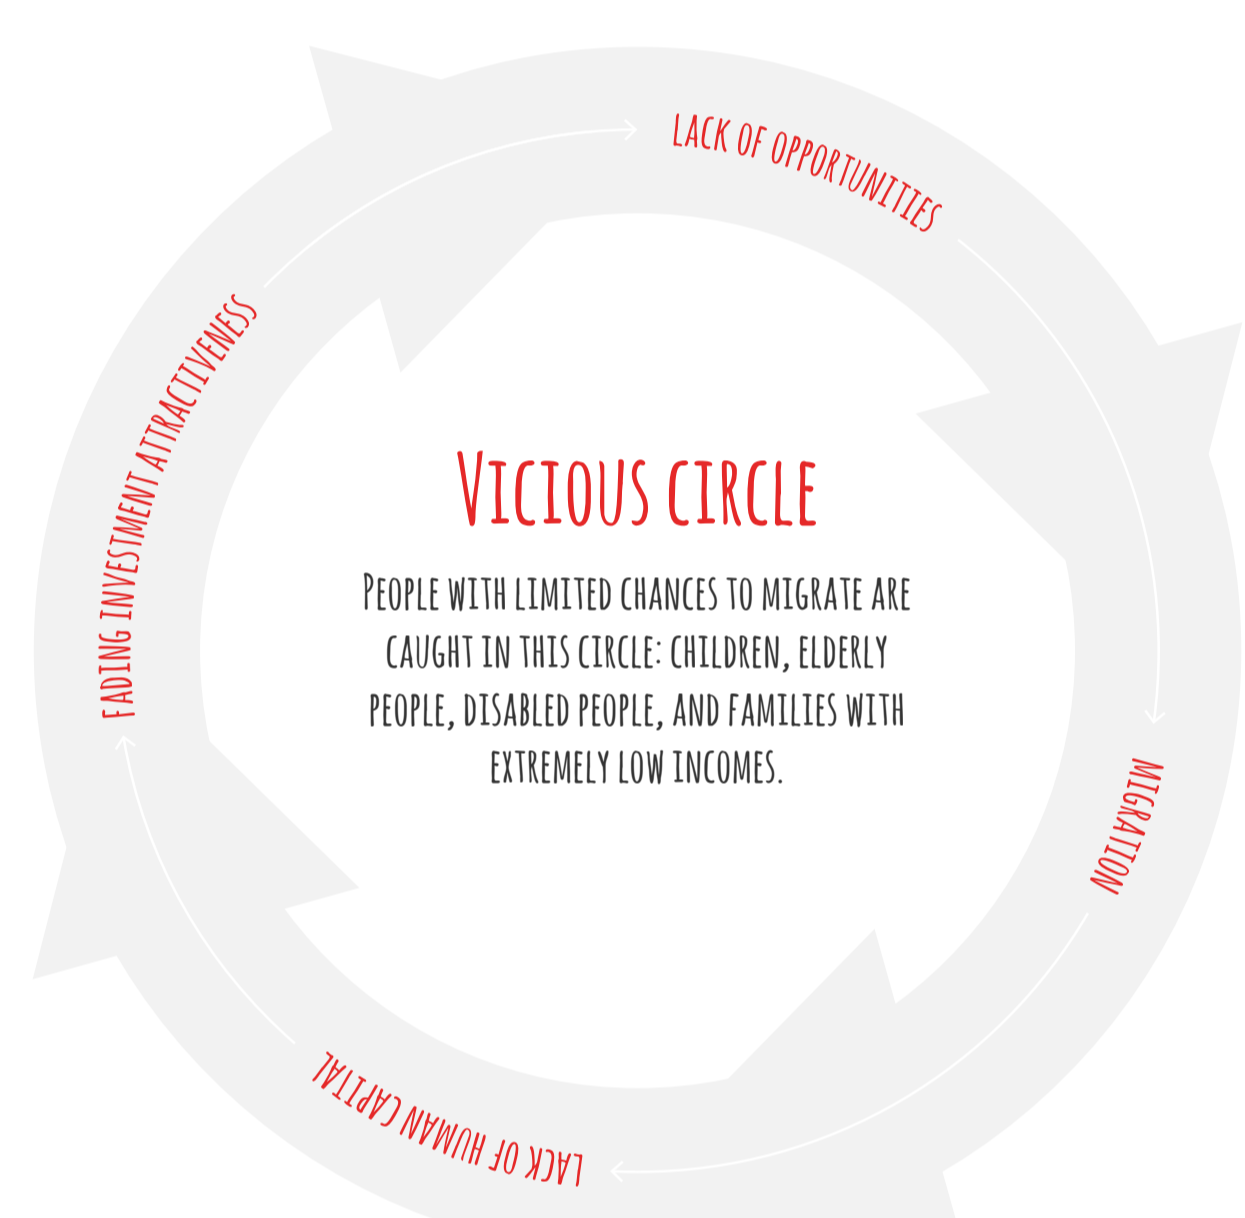 LACK OF OPPORTUNITIES
MIGRATION
LACK OF HUMAN CAPITAL
FADING INVESTMENT ATTRACTIVENESS
VICIOUS CIRCLE
PEOPLE WITH LIMITED CHANCES TO MIGRATE ARE
CAUGHT IN THIS CIRCLE: CHILDREN, ELDERLY
PEOPLE, DISABLED PEOPLE, AND FAMILIES WITH
EXTREMELY LOW INCOMES.